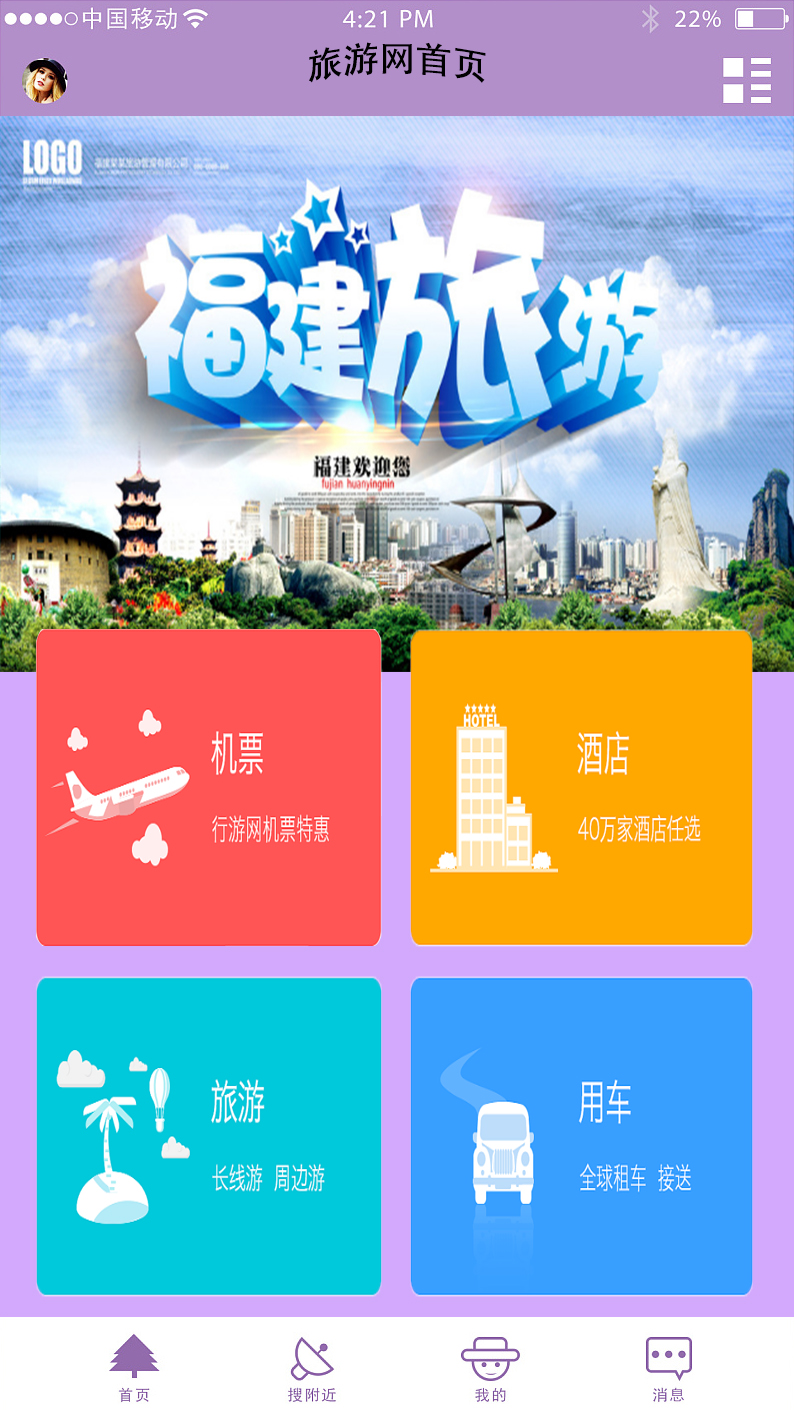 中国移动
4:21 PM
22%
旅游网首页
LOGO
福建旅游
福建欢迎您
fujian huanyingnin
机票
行游网机票特惠
HOTEL
酒店
40万家酒店任选
旅游
长线游 周边游
用车
全球租车 接送
首页
搜附近
我的
消息